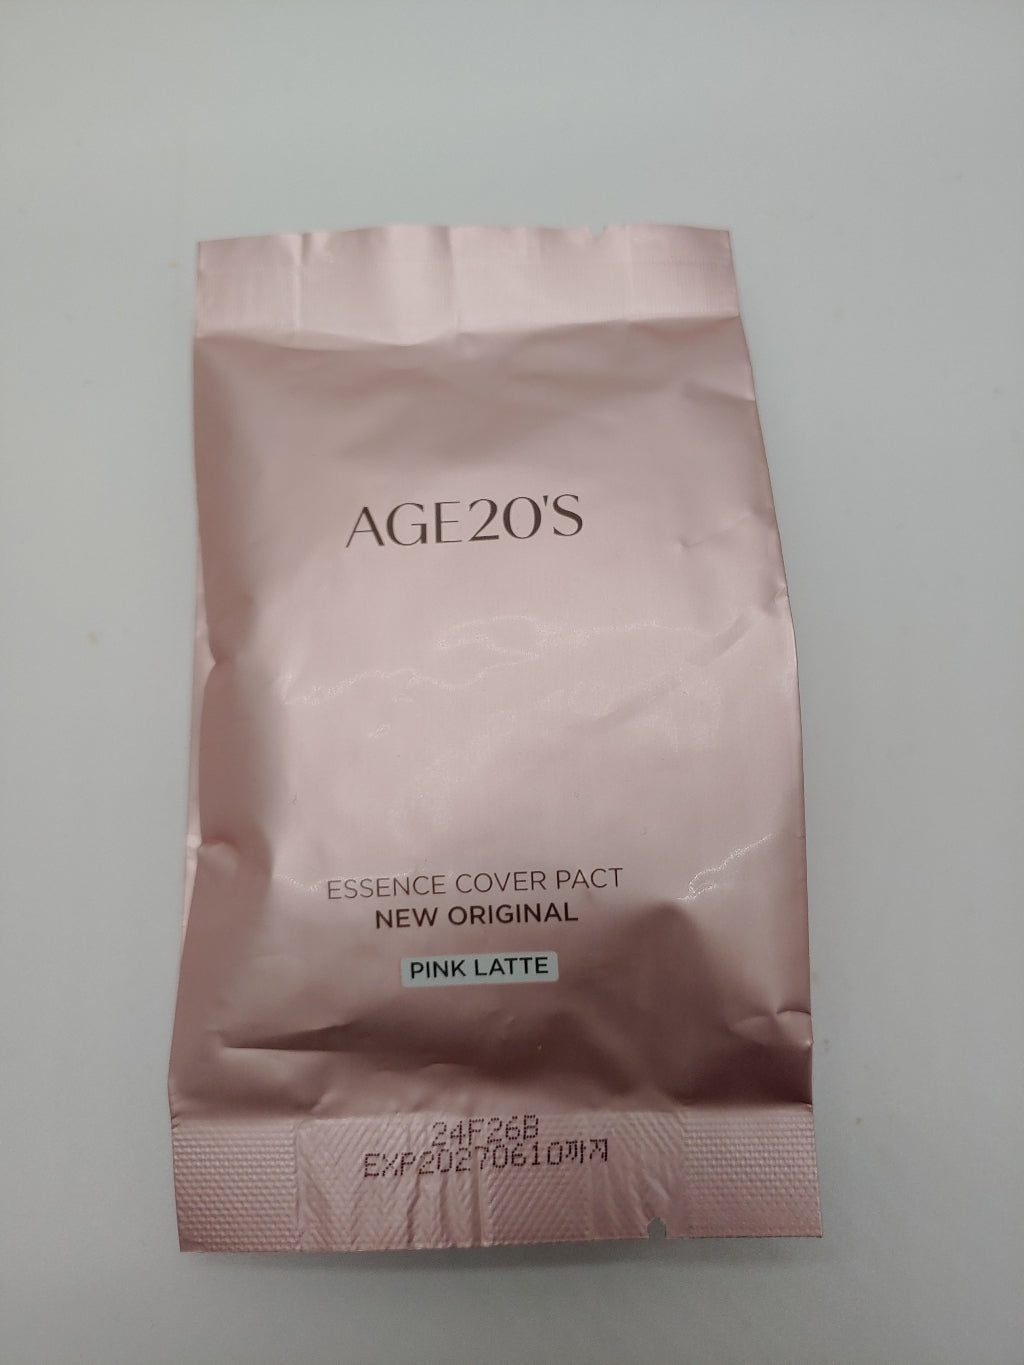 AGE20'S
ESSENCE COVER PACT
NEW ORIGINAL
PINK LATTE
24F26B
EXP20270610까지